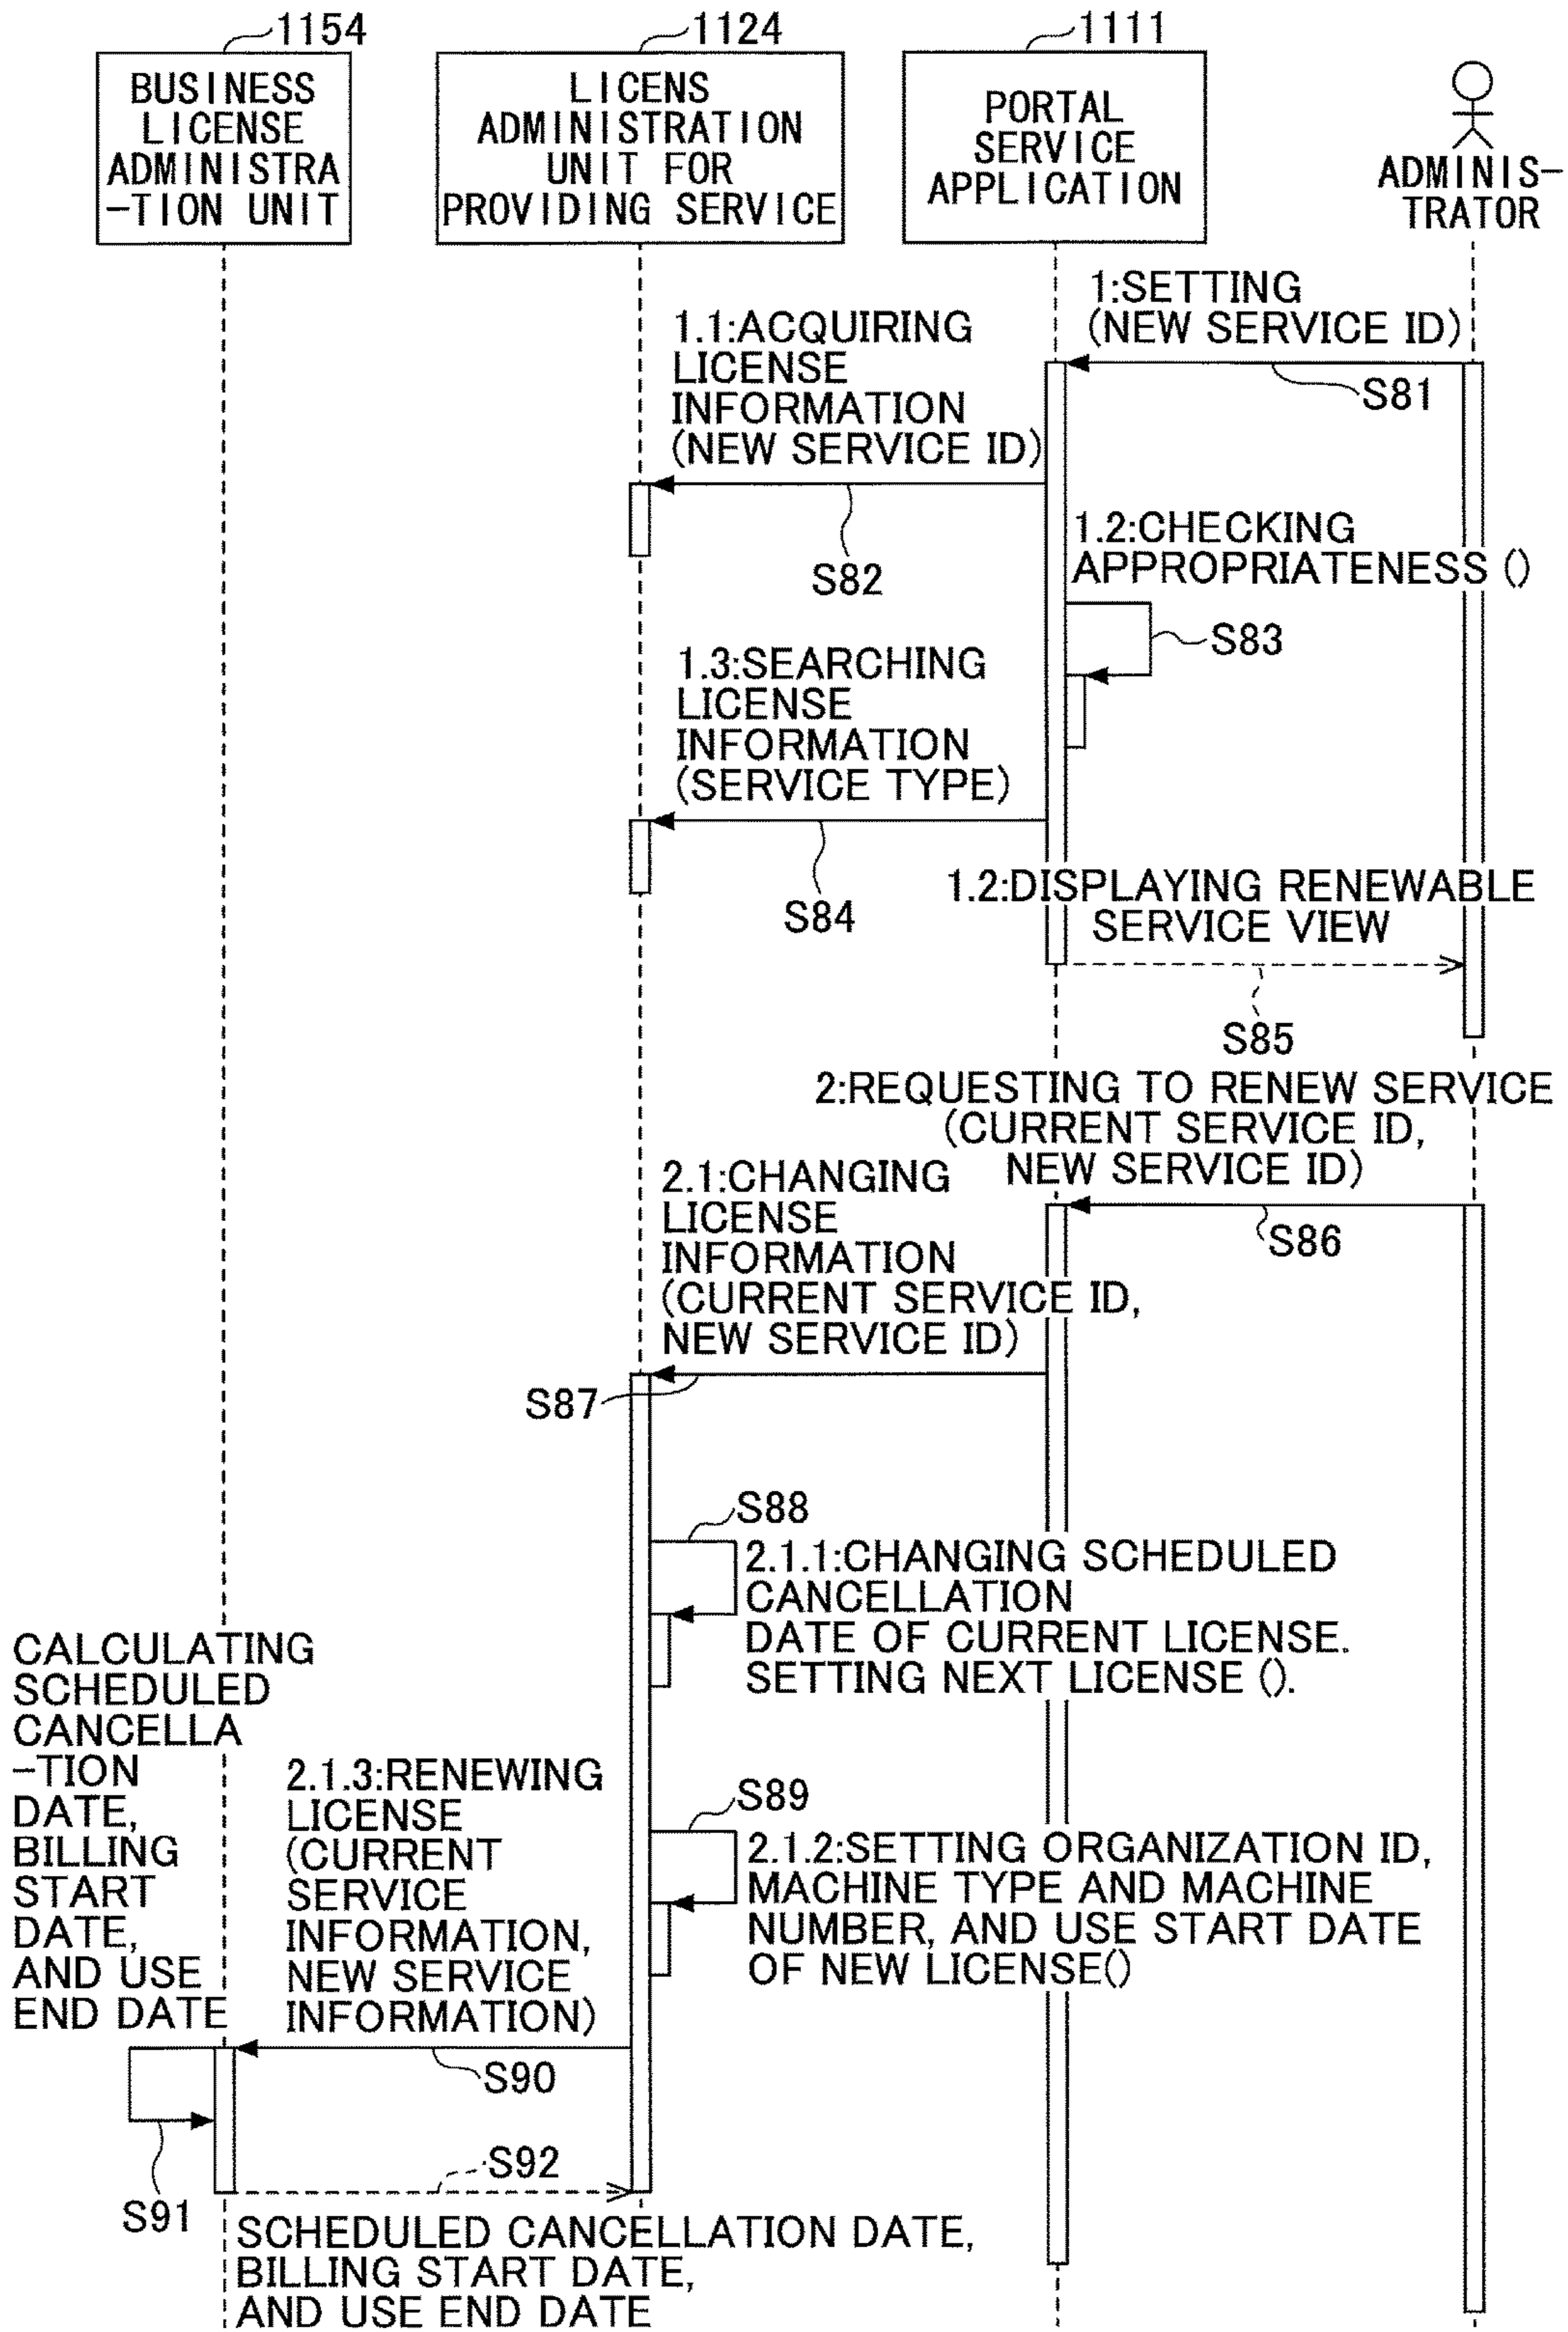 1154
BUSINESS
LICENSE
ADMINISTRA
-TION UNIT
1124
LICENS
ADMINISTRATION
UNIT FOR
PROVIDING SERVICE
1111
PORTAL
SERVICE
APPLICATION
ADMINIS-
TRATOR
1:SETTING
(NEW SERVICE ID)
S81
1.1:ACQUIRING
LICENSE
INFORMATION
(NEW SERVICE ID)
S82
1.2:CHECKING
APPROPRIATENESS ()
S83
1.3:SEARCHING
LICENSE
INFORMATION
(SERVICE TYPE)
S84
1.2:DISPLAYING RENEWABLE
SERVICE VIEW
S85
2:REQUESTING TO RENEW SERVICE
(CURRENT SERVICE ID,
NEW SERVICE ID)
S86
2.1:CHANGING
LICENSE
INFORMATION
(CURRENT SERVICE ID,
NEW SERVICE ID)
S87
S88
2.1.1:CHANGING SCHEDULED
CANCELLATION
DATE OF CURRENT LICENSE.
SETTING NEXT LICENSE ().
S89
2.1.2:SETTING ORGANIZATION ID,
MACHINE TYPE AND MACHINE
NUMBER, AND USE START DATE
OF NEW LICENSE()
2.1.3:RENEWING
LICENSE
(CURRENT
SERVICE
INFORMATION,
NEW SERVICE
INFORMATION)
S90
CALCULATING
SCHEDULED
CANCELLA
-TION
DATE,
BILLING
START
DATE,
AND USE
END DATE
S91
S92
SCHEDULED CANCELLATION DATE,
BILLING START DATE,
AND USE END DATE